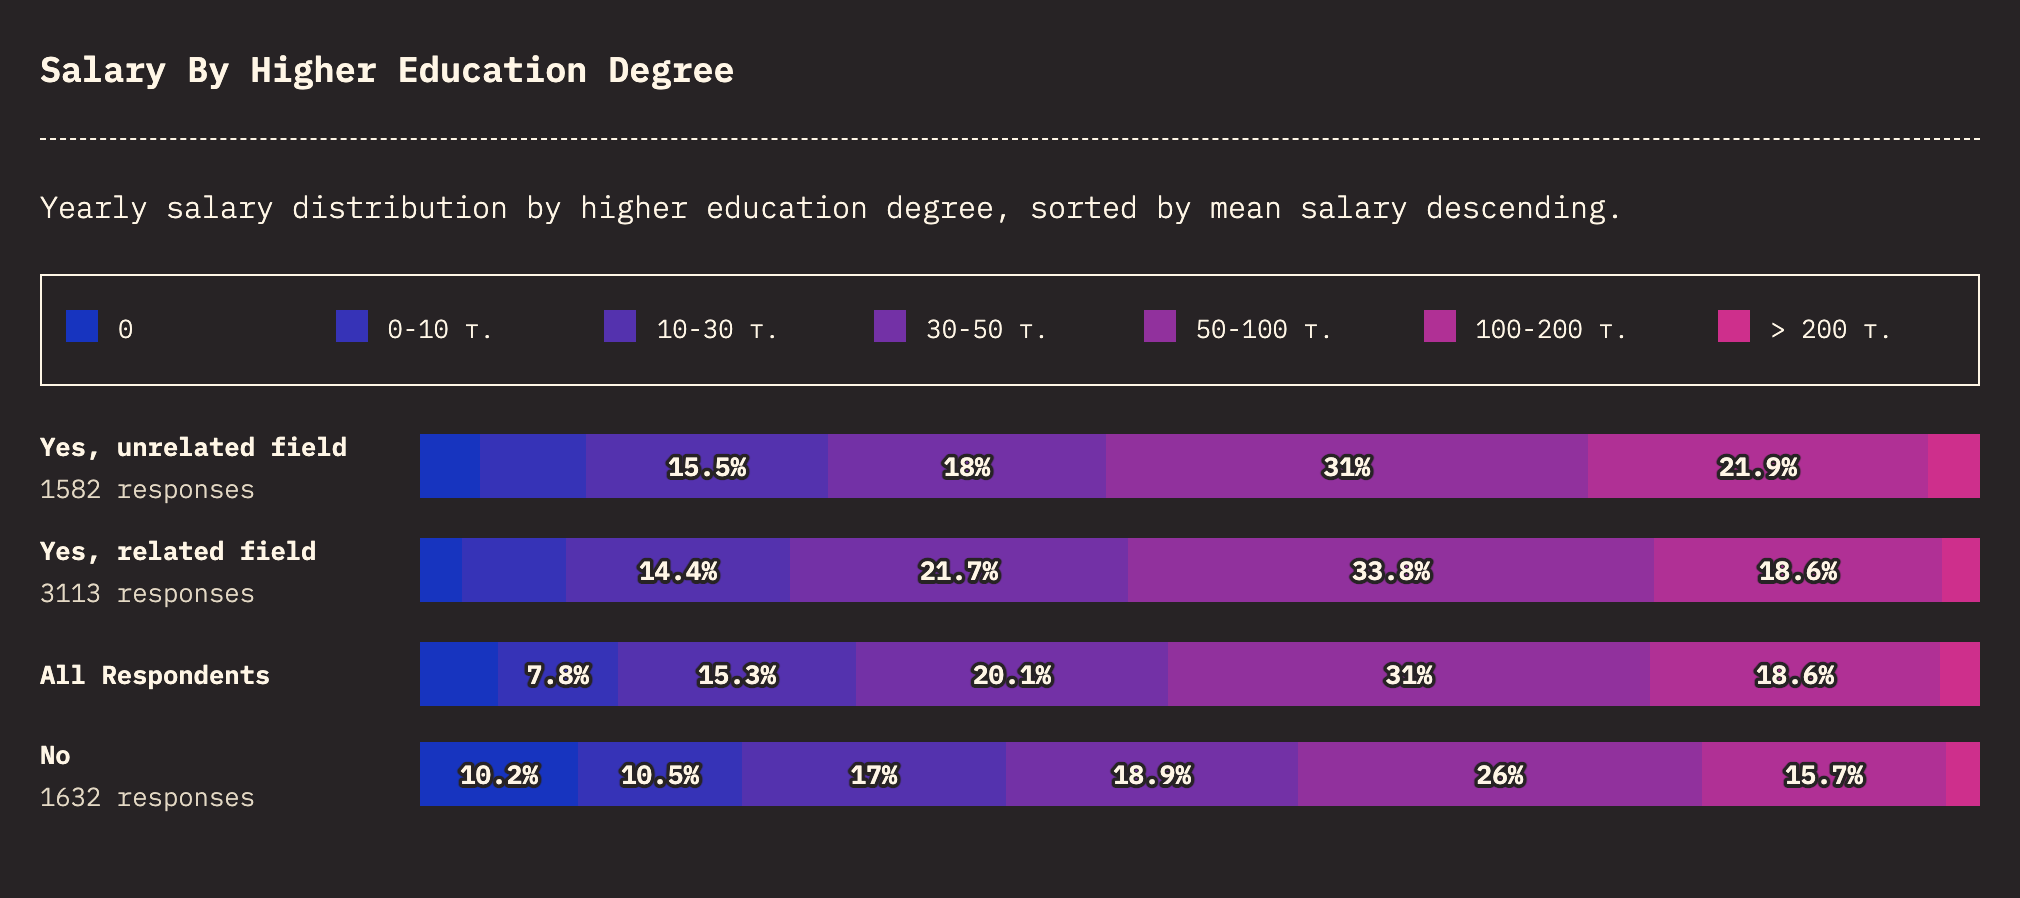 Salary By Higher Education Degree
Yearly salary distribution by higher education degree, sorted by mean salary descending.
0 0-10 т. 10-30 т. 30-50 т. 50-100 т. 100-200 т. > 200 т.
Yes, unrelated field
1582 responses
15.5% 18% 31% 21.9%
Yes, related field
3113 responses
14.4% 21.7% 33.8% 18.6%
All Respondents
7.8% 15.3% 20.1% 31% 18.6%
No
1632 responses
10.2% 10.5% 17% 18.9% 26% 15.7%